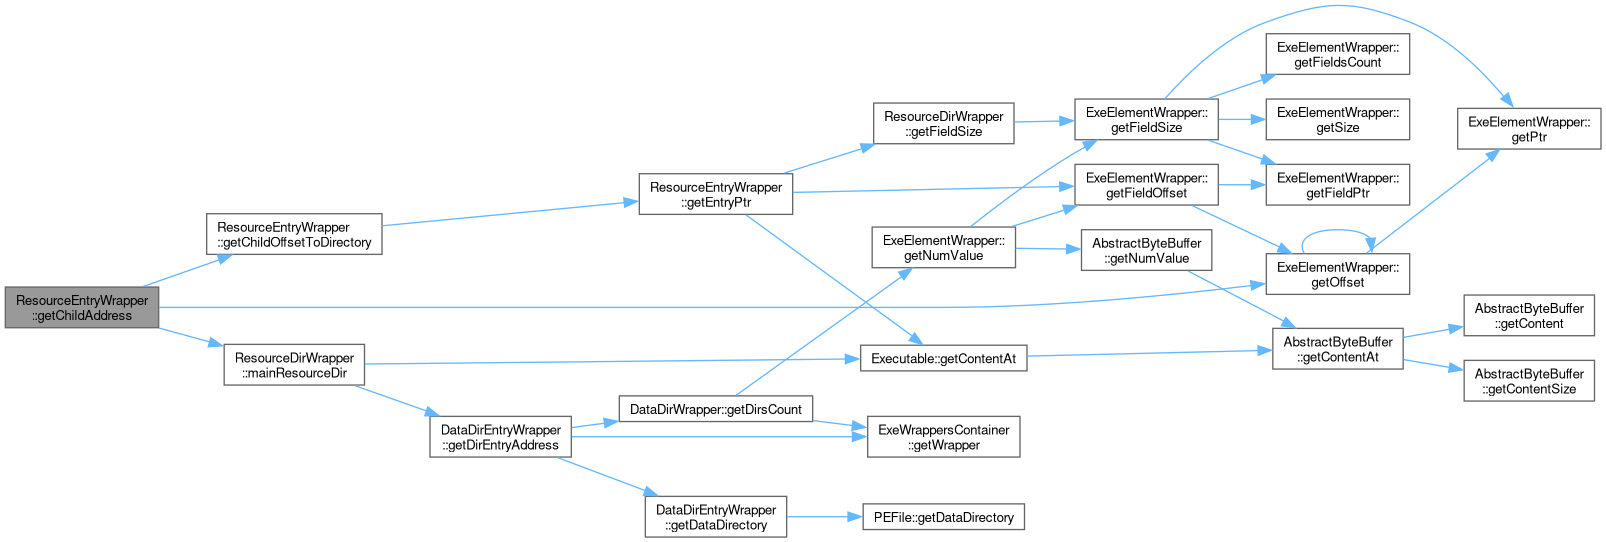 ResourceEntryWrapper
::getChildAddress
ResourceEntryWrapper
::getChildOffsetToDirectory
ResourceDirWrapper
::mainResourceDir
DataDirEntryWrapper
::getDirEntryAddress
ResourceEntryWrapper
::getEntryPtr
DataDirWrapper::getDirsCount
DataDirEntryWrapper
::getDataDirectory
ResourceDirWrapper
::getFieldSize
ExeElementWrapper::
getNumValue
Executable::getContentAt
ExeWrappersContainer
::getWrapper
PEFile::getDataDirectory
ExeElementWrapper::
getFieldSize
ExeElementWrapper::
getFieldOffset
AbstractByteBuffer
::getNumValue
ExeElementWrapper::
getFieldsCount
ExeElementWrapper::
getSize
ExeElementWrapper::
getFieldPtr
ExeElementWrapper::
getOffset
AbstractByteBuffer
::getContentAt
ExeElementWrapper::
getPtr
AbstractByteBuffer
::getContent
AbstractByteBuffer
::getContentSize